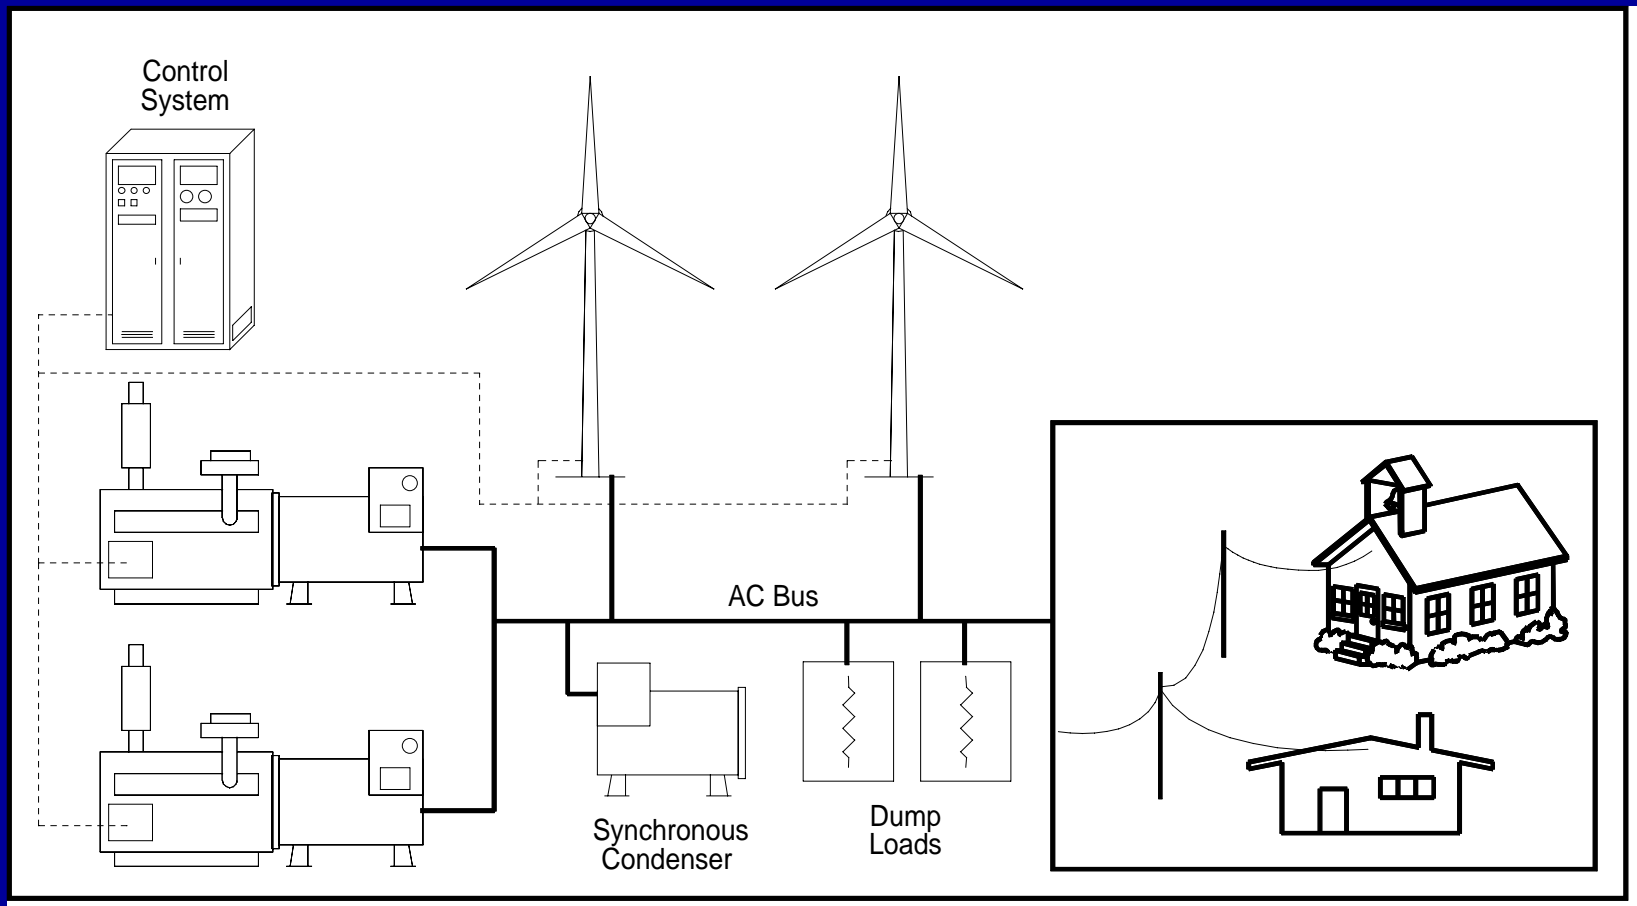 Control
System
AC Bus
Synchronous
Condenser
Dump
Loads